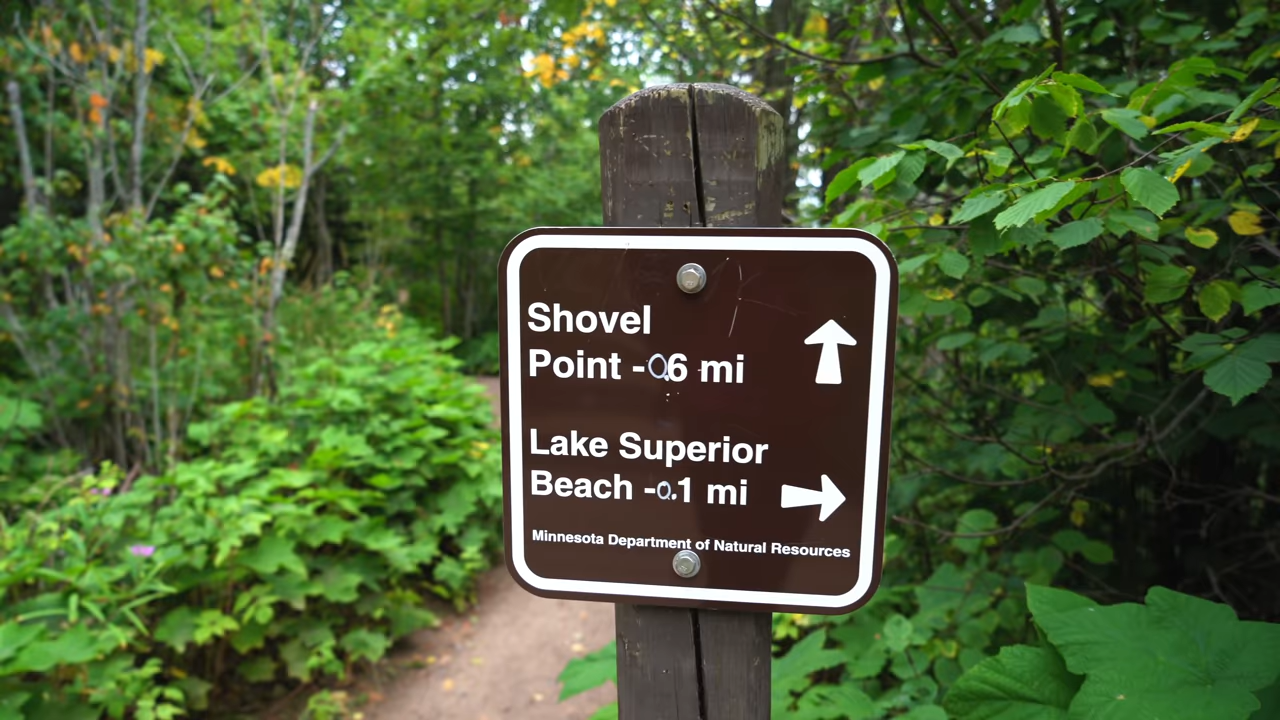 Shovel
Point - 0.6 mi
Lake Superior
Beach - 0.1 mi
Minnesota Department of Natural Resources